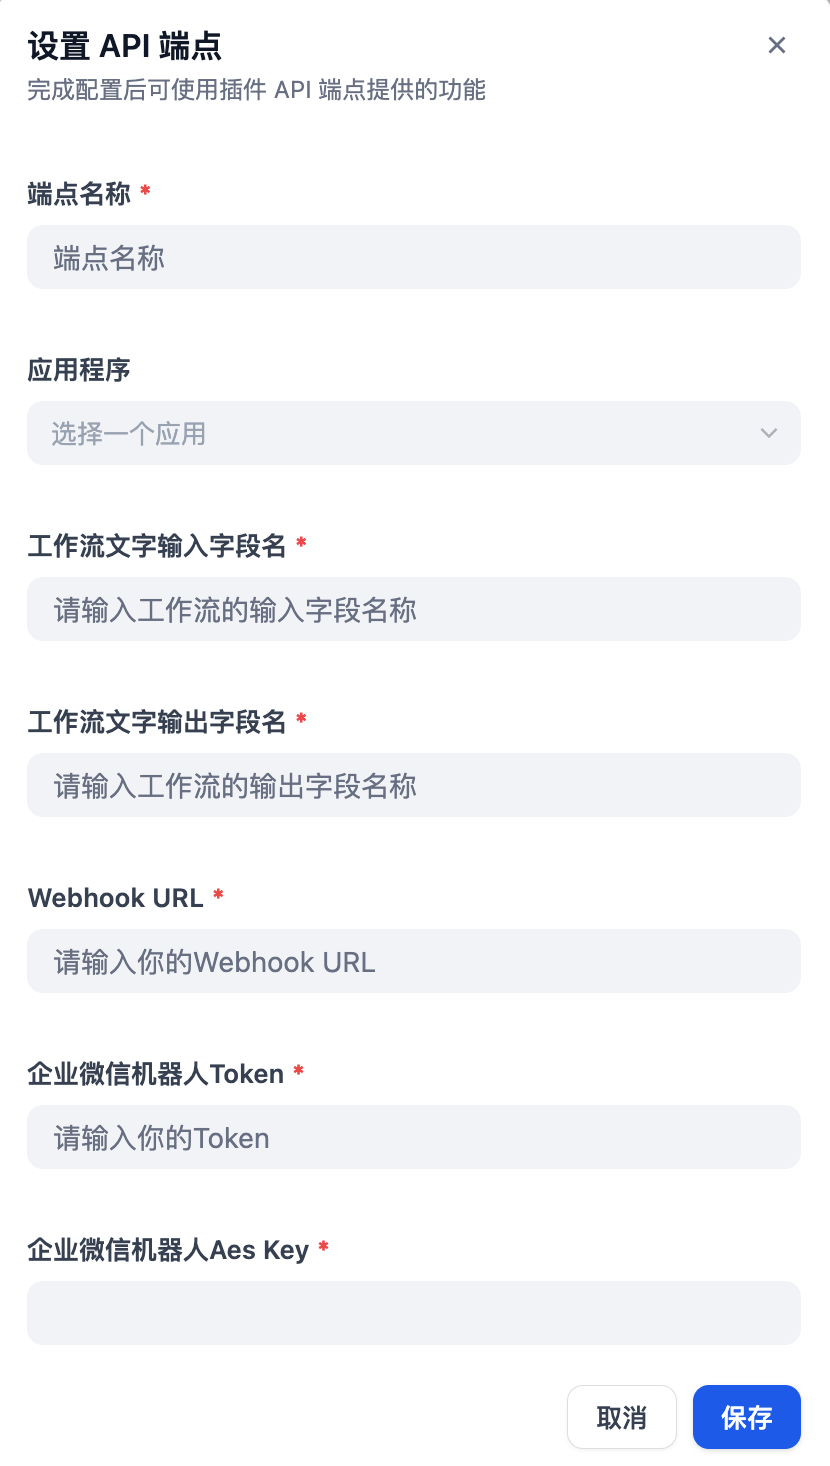 设置 API 端点
完成配置后可使用插件 API 端点提供的功能
端点名称 *
端点名称
应用程序
选择一个应用
工作流文字输入字段名 *
请输入工作流的输入字段名称
工作流文字输出字段名 *
请输入工作流的输出字段名称
Webhook URL *
请输入你的Webhook URL
企业微信机器人Token *
请输入你的Token
企业微信机器人Aes Key *
取消 保存